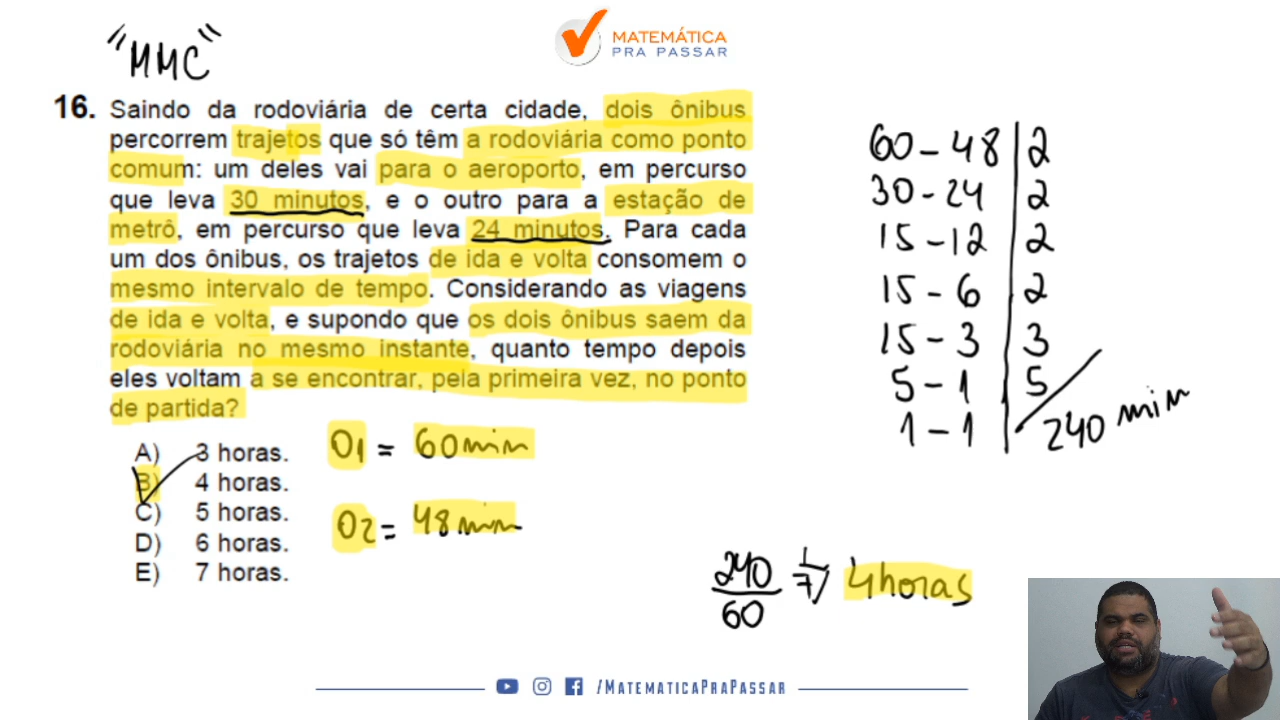 "MMC"
MATEMÁTICA
PRA PASSAR
16. Saindo da rodoviária de certa cidade, dois ônibus
percorrem trajetos que só têm a rodoviária como ponto
comum: um deles vai para o aeroporto, em percurso
que leva 30 minutos, e o outro para a estação de
metrô, em percurso que leva 24 minutos. Para cada
um dos ônibus, os trajetos de ida e volta consomem o
mesmo intervalo de tempo. Considerando as viagens
de ida e volta, e supondo que os dois ônibus saem da
rodoviária no mesmo instante, quanto tempo depois
eles voltam a se encontrar, pela primeira vez, no ponto
de partida?
A) 3 horas.
B) 4 horas.
C) 5 horas.
D) 6 horas.
E) 7 horas.
O1 = 60min
O2 = 48min
60 - 48 | 2
30 - 24 | 2
15 - 12 | 2
15 - 6 | 2
15 - 3 | 3
5 - 1 | 5
1 - 1 | 240 min
240
60
4horas
/MATEMATICAPRAPASSAR